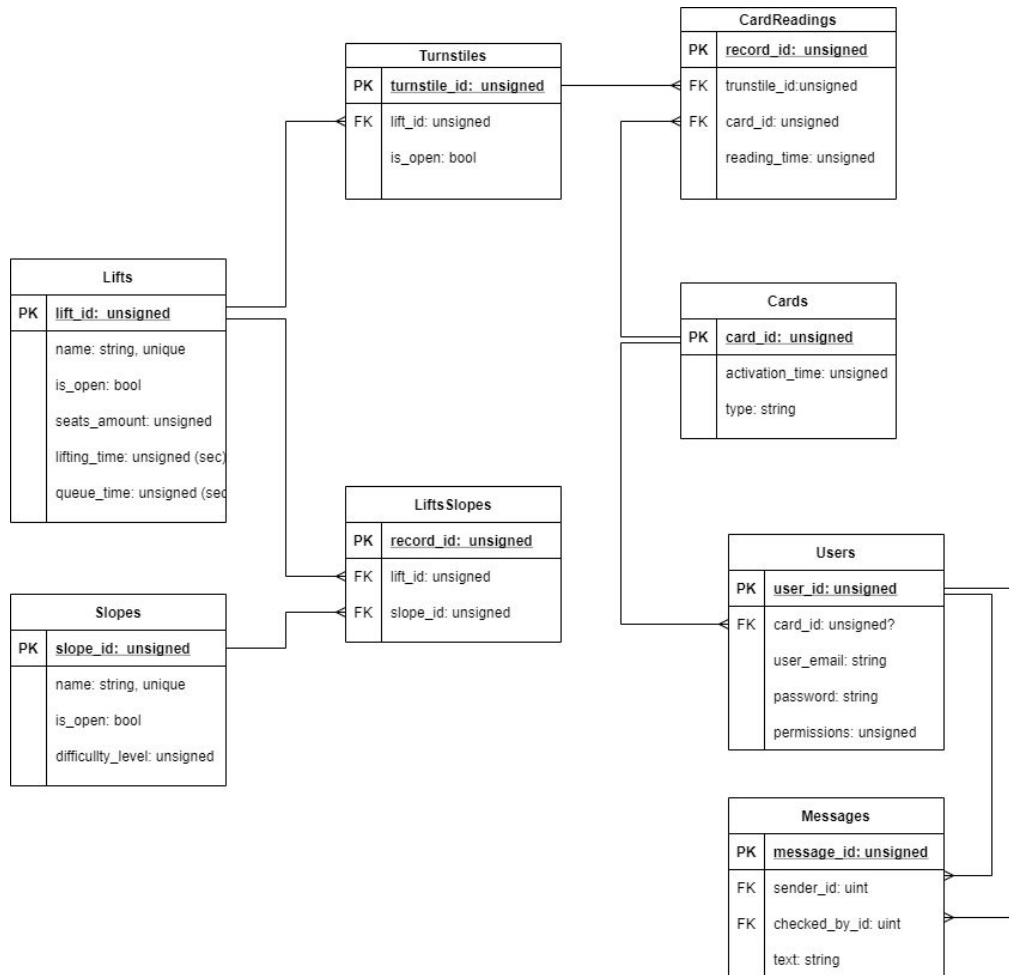 CardReadings
PK record_id: unsigned
FK trunstile_id:unsigned
FK card_id: unsigned
reading_time: unsigned
Turnstiles
PK turnstile_id: unsigned
FK lift_id: unsigned
is_open: bool
Lifts
PK lift_id: unsigned
name: string, unique
is_open: bool
seats_amount: unsigned
lifting_time: unsigned (sec)
queue_time: unsigned (sec
Cards
PK card_id: unsigned
activation_time: unsigned
type: string
LiftsSlopes
PK record_id: unsigned
FK lift_id: unsigned
FK slope_id: unsigned
Slopes
PK slope_id: unsigned
name: string, unique
is_open: bool
difficullty_level: unsigned
Users
PK user_id: unsigned
FK card_id: unsigned?
user_email: string
password: string
permissions: unsigned
Messages
PK message_id: unsigned
FK sender_id: uint
FK checked_by_id: uint
text: string